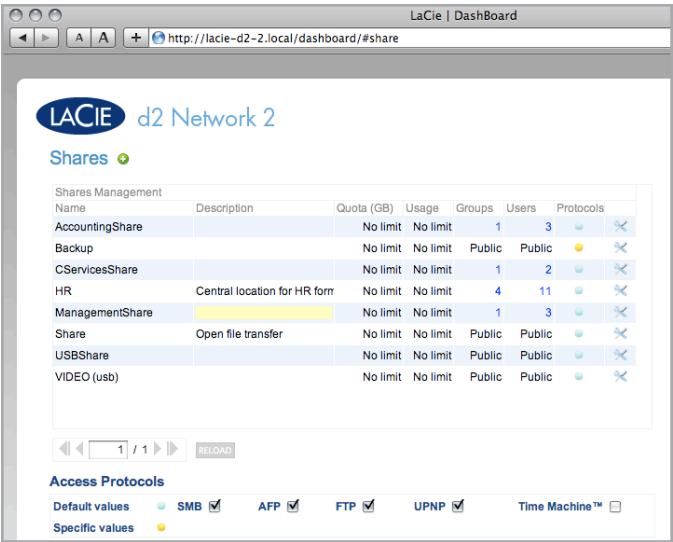 LaCie | DashBoard
A A + http://lacie-d2-2.local/dashboard/#share
LACIE d2 Network 2
Shares
Shares Management
Name Description Quota (GB) Usage Groups Users Protocols
AccountingShare No limit No limit 1 3
Backup No limit No limit Public Public
CServicesShare No limit No limit 1 2
HR Central location for HR form No limit No limit 4 11
ManagementShare No limit No limit 1 3
Share Open file transfer No limit No limit Public Public
USBShare No limit No limit Public Public
VIDEO (usb) No limit No limit Public Public
1 / 1 RELOAD
Access Protocols
Default values SMB AFP FTP UPNP Time Machine™
Specific values